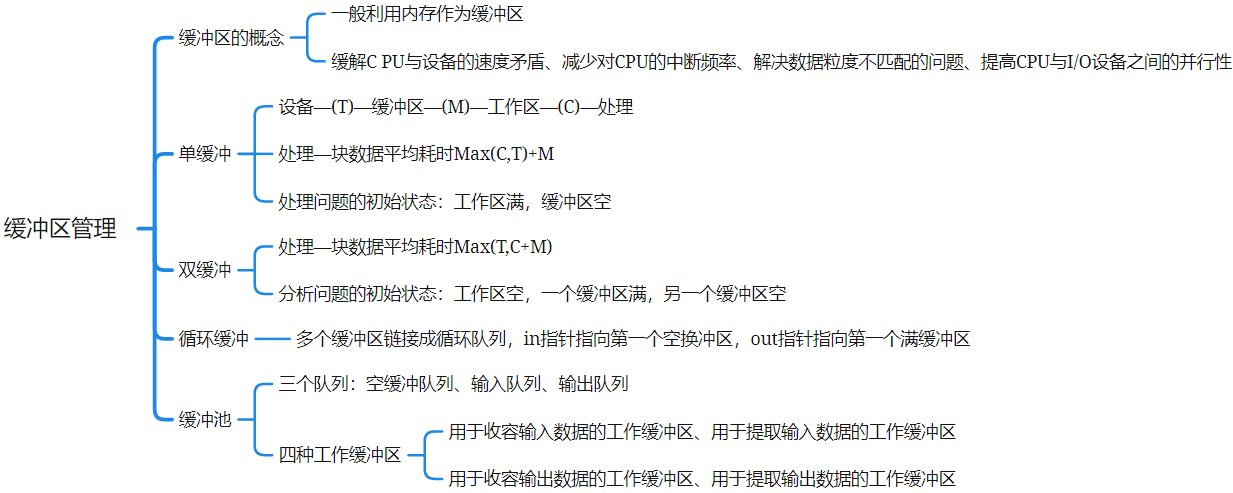 缓冲区管理
缓冲区的概念
一般利用内存作为缓冲区
缓解C PU与设备的速度矛盾、减少对CPU的中断频率、解决数据粒度不匹配的问题、提高CPU与I/O设备之间的并行性
单缓冲
设备—(T)—缓冲区—(M)—工作区—(C)—处理
处理—块数据平均耗时Max(C,T)+M
处理问题的初始状态：工作区满，缓冲区空
双缓冲
处理—块数据平均耗时Max(T,C+M)
分析问题的初始状态：工作区空，一个缓冲区满，另一个缓冲区空
循环缓冲
多个缓冲区链接成循环队列，in指针指向第一个空换冲区，out指针指向第一个满缓冲区
缓冲池
三个队列：空缓冲队列、输入队列、输出队列
四种工作缓冲区
用于收容输入数据的工作缓冲区、用于提取输入数据的工作缓冲区
用于收容输出数据的工作缓冲区、用于提取输出数据的工作缓冲区